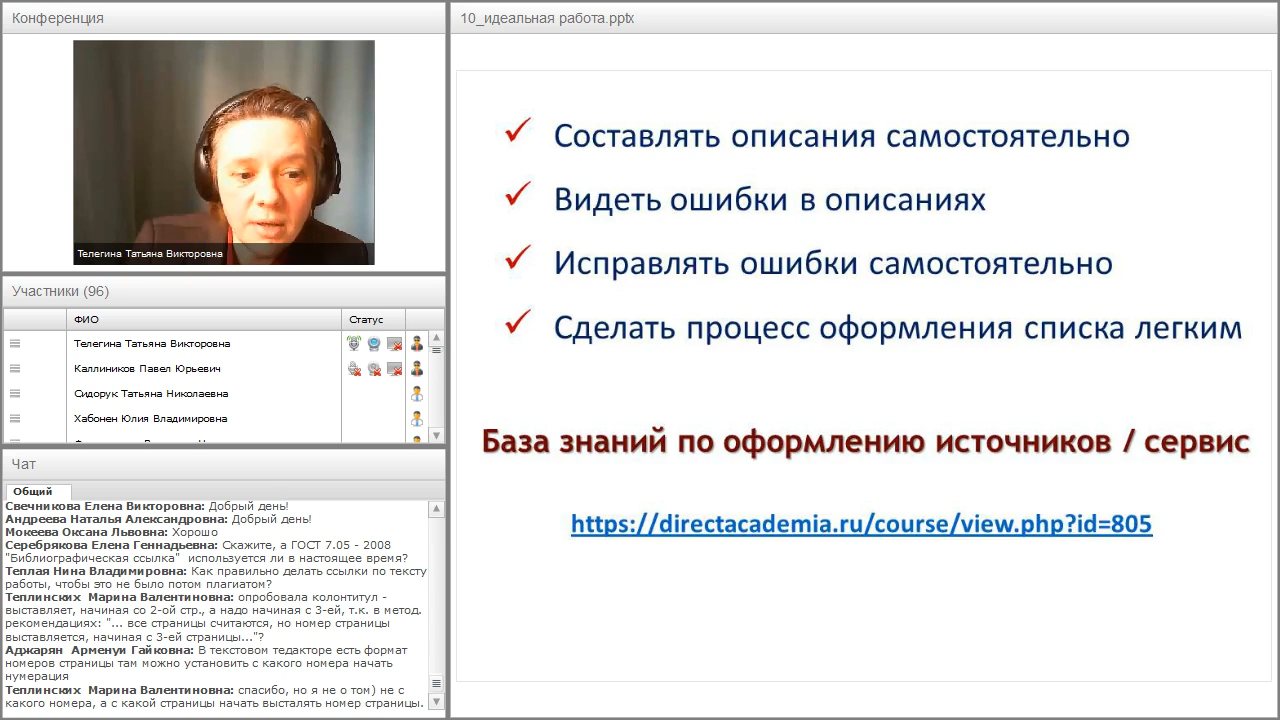 Конференция
Телегина Татьяна Викторовна
Участники (96)
ФИО Статус
Телегина Татьяна Викторовна
Каллиников Павел Юрьевич
Сидорук Татьяна Николаевна
Хабонен Юлия Владимировна
Чат
Общий
Свечникова Елена Викторовна: Добрый день!
Андреева Наталья Александровна: Добрый день!
Мокеева Оксана Львовна: Хорошо
Серебрякова Елена Геннадьевна: Скажите, а ГОСТ 7.05 - 2008
"Библиографическая ссылка" используется ли в настоящее время?
Теплая Нина Владимировна: Как правильно делать ссылки по тексту
работы, чтобы это не было потом плагиатом?
Теплинских Марина Валентиновна: опробовала колонтитул -
выставляет, начиная со 2-ой стр., а надо начиная с 3-ей, т.к. в метод.
рекомендациях: "... все страницы считаются, но номер страницы
выставляется, начиная с 3-ей страницы..."?
Аджарян Арменуи Гайковна: В текстовом тедакторе есть формат
номеров страницы там можно установить с какого номера начать
нумерация
Теплинских Марина Валентиновна: спасибо, но я не о том) не с
какого номера, а с какой страницы начать высталять номер страницы.
10_идеальная работа.pptx
Составлять описания самостоятельно
Видеть ошибки в описаниях
Исправлять ошибки самостоятельно
Сделать процесс оформления списка легким
База знаний по оформлению источников / сервис
https://directacademia.ru/course/view.php?id=805